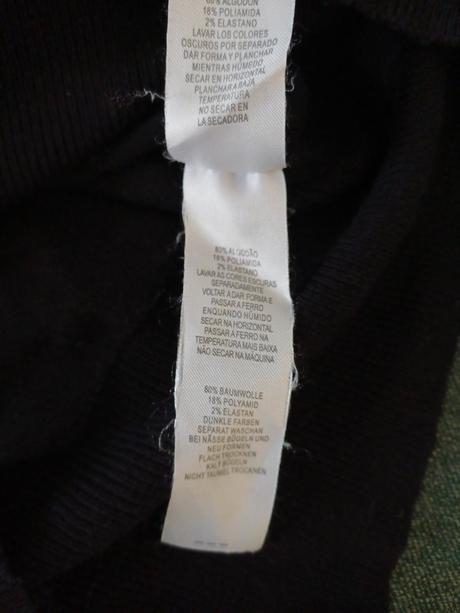 80% ALGODÓN
18% POLIAMIDA
2% ELASTANO
LAVAR LOS COLORES
OSCUROS POR SEPARADO
DAR FORMA Y PLANCHAR
MIENTRAS HÚMEDO
SECAR EN HORIZONTAL
PLANCHAR A BAJA
TEMPERATURA
NO SECAR EN
LA SECADORA
80% ALGODÃO
18% POLIAMIDA
2% ELASTANO
LAVAR AS CORES ESCURAS
SEPARADAMENTE
VOLTAR A DAR FORMA E
PASSAR A FERRO
ENQUANDO HÚMIDO
SECAR NA HORIZONTAL
PASSAR A FERRO NA
TEMPERATURA MAIS BAIXA
NÃO SECAR NA MÁQUINA
80% BAUMWOLLE
18% POLYAMID
2% ELASTAN
DUNKLE FARBEN
SEPARAT WASCHEN
BEI NÄSSE BÜGELN UND
NEU FORMEN
FLACH TROCKNEN
KALT BÜGELN
NICHT TAUMEL TROCKNEN